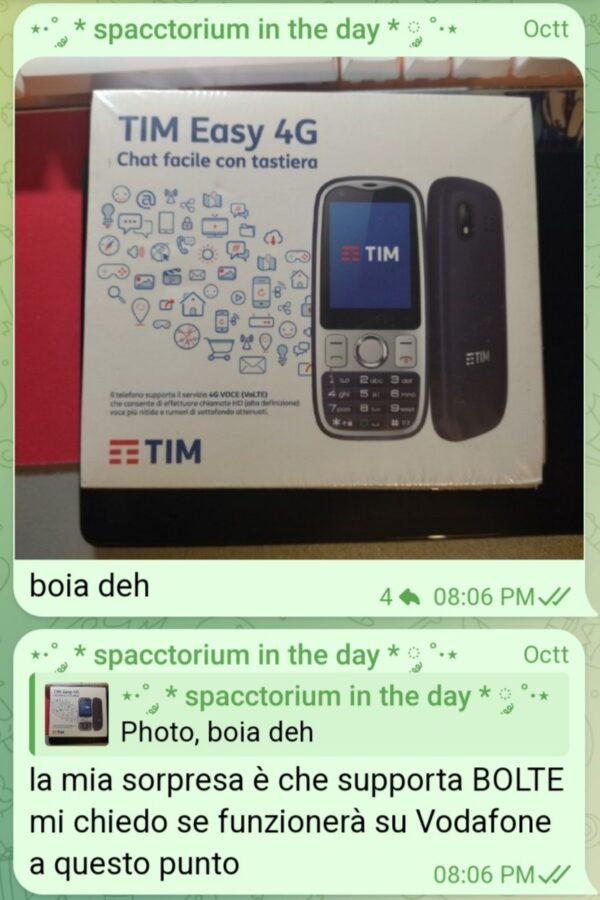 ⋆·˚ ༘ * spacctorium in the day * ೃ ˚·⋆ Octt
TIM Easy 4G
Chat facile con tastiera
TIM
TIM
Il telefono supporta il servizio 4G VOCE (VoLTE)
che consente di effettuare chiamate HD (alta definizione):
voce più nitida e rumori di sottofondo attenuati.
TIM
boia deh
4 08:06 PM
⋆·˚ ༘ * spacctorium in the day * ೃ ˚·⋆ Octt
⋆·˚ ༘ * spacctorium in the day * ೃ ˚·⋆
Photo, boia deh
la mia sorpresa è che supporta BOLTE
mi chiedo se funzionerà su Vodafone
a questo punto
08:06 PM